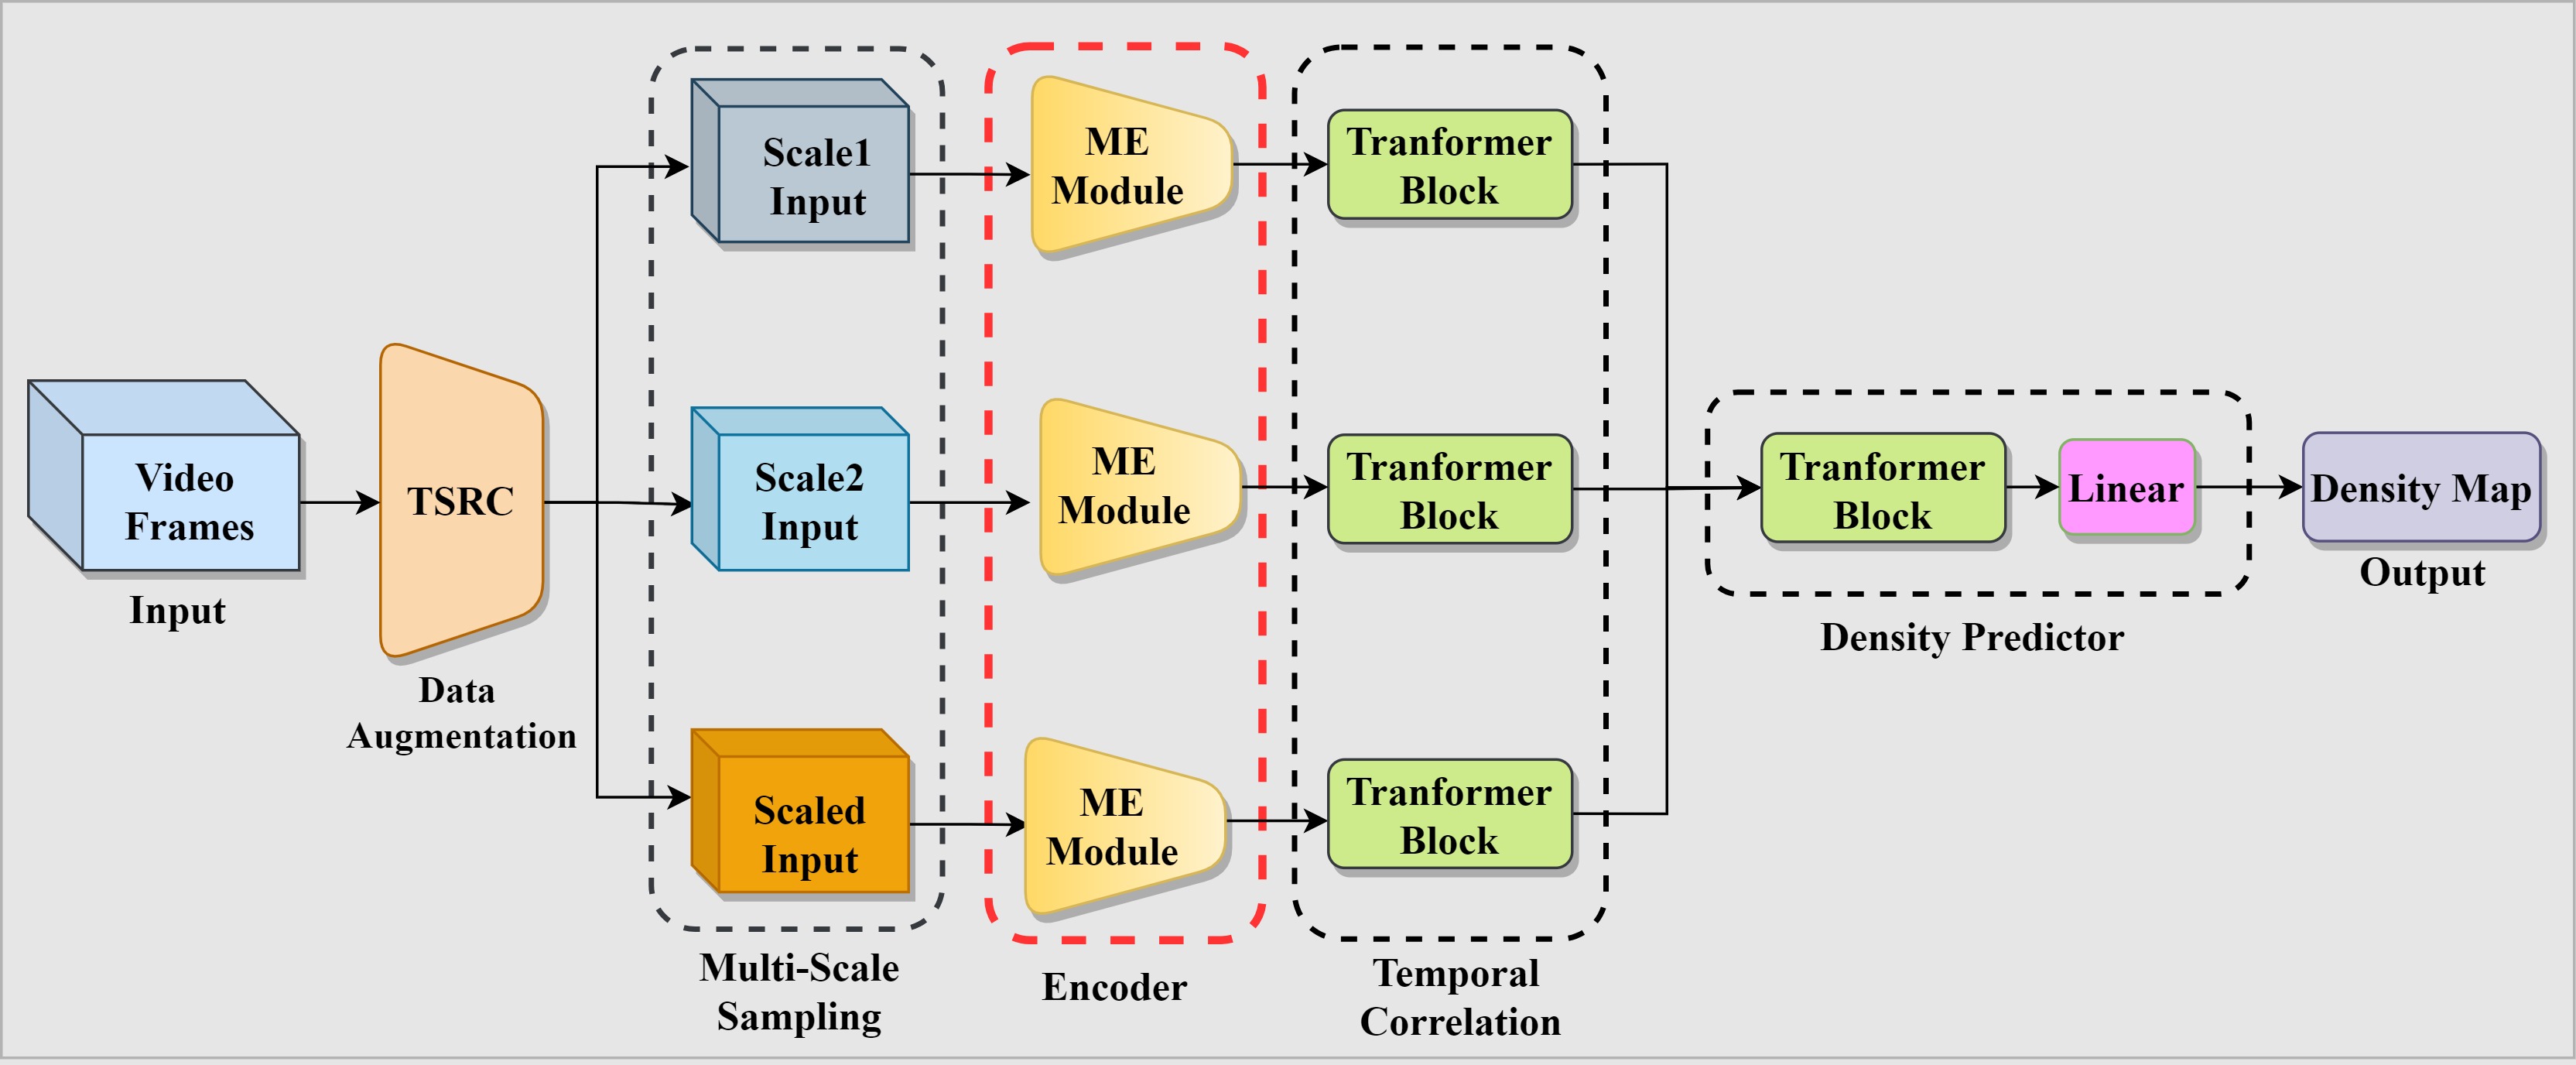 Video
Frames
Input
TSRC
Data
Augmentation
Scale1
Input
Scale2
Input
Scaled
Input
Multi-Scale
Sampling
ME
Module
ME
Module
ME
Module
Encoder
Tranformer
Block
Tranformer
Block
Tranformer
Block
Temporal
Correlation
Tranformer
Block
Linear
Density Predictor
Density Map
Output